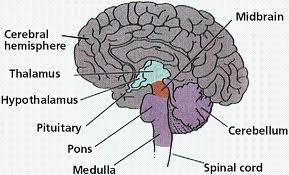 Midbrain
Cerebral
hemisphere
Thalamus
Hypothalamus
Pituitary
Pons
Medulla
Cerebellum
Spinal cord